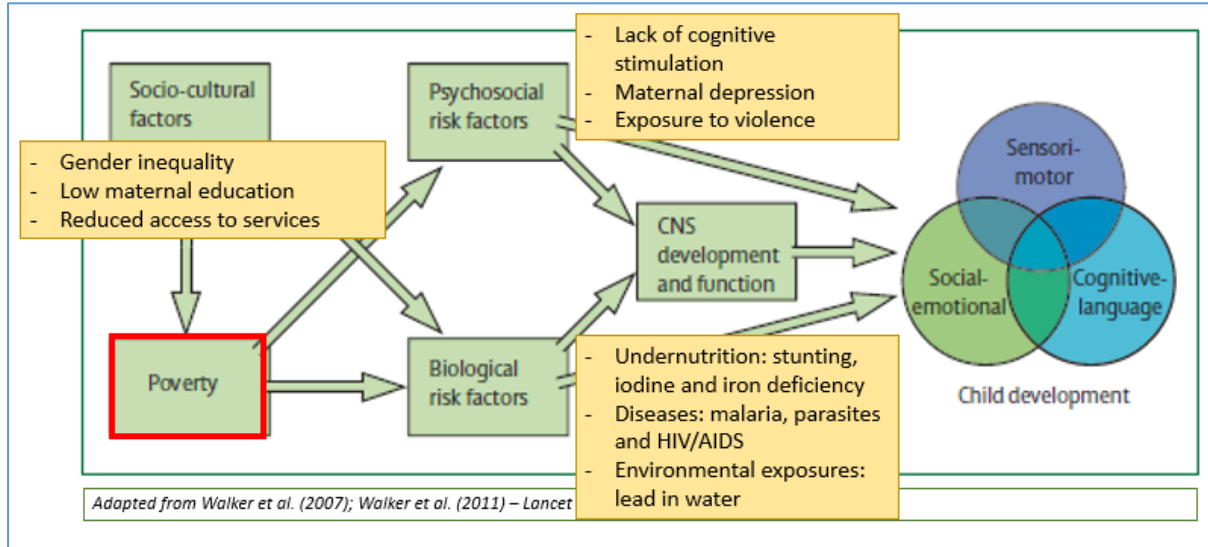 Socio-cultural
factors
- Gender inequality
- Low maternal education
- Reduced access to services
Poverty
Psychosocial
risk factors
- Lack of cognitive
stimulation
- Maternal depression
- Exposure to violence
Biological
risk factors
- Undernutrition: stunting,
iodine and iron deficiency
- Diseases: malaria, parasites
and HIV/AIDS
- Environmental exposures:
lead in water
CNS
development
and function
Sensori-
motor
Social-
emotional
Cognitive-
language
Child development
Adapted from Walker et al. (2007); Walker et al. (2011) – Lancet